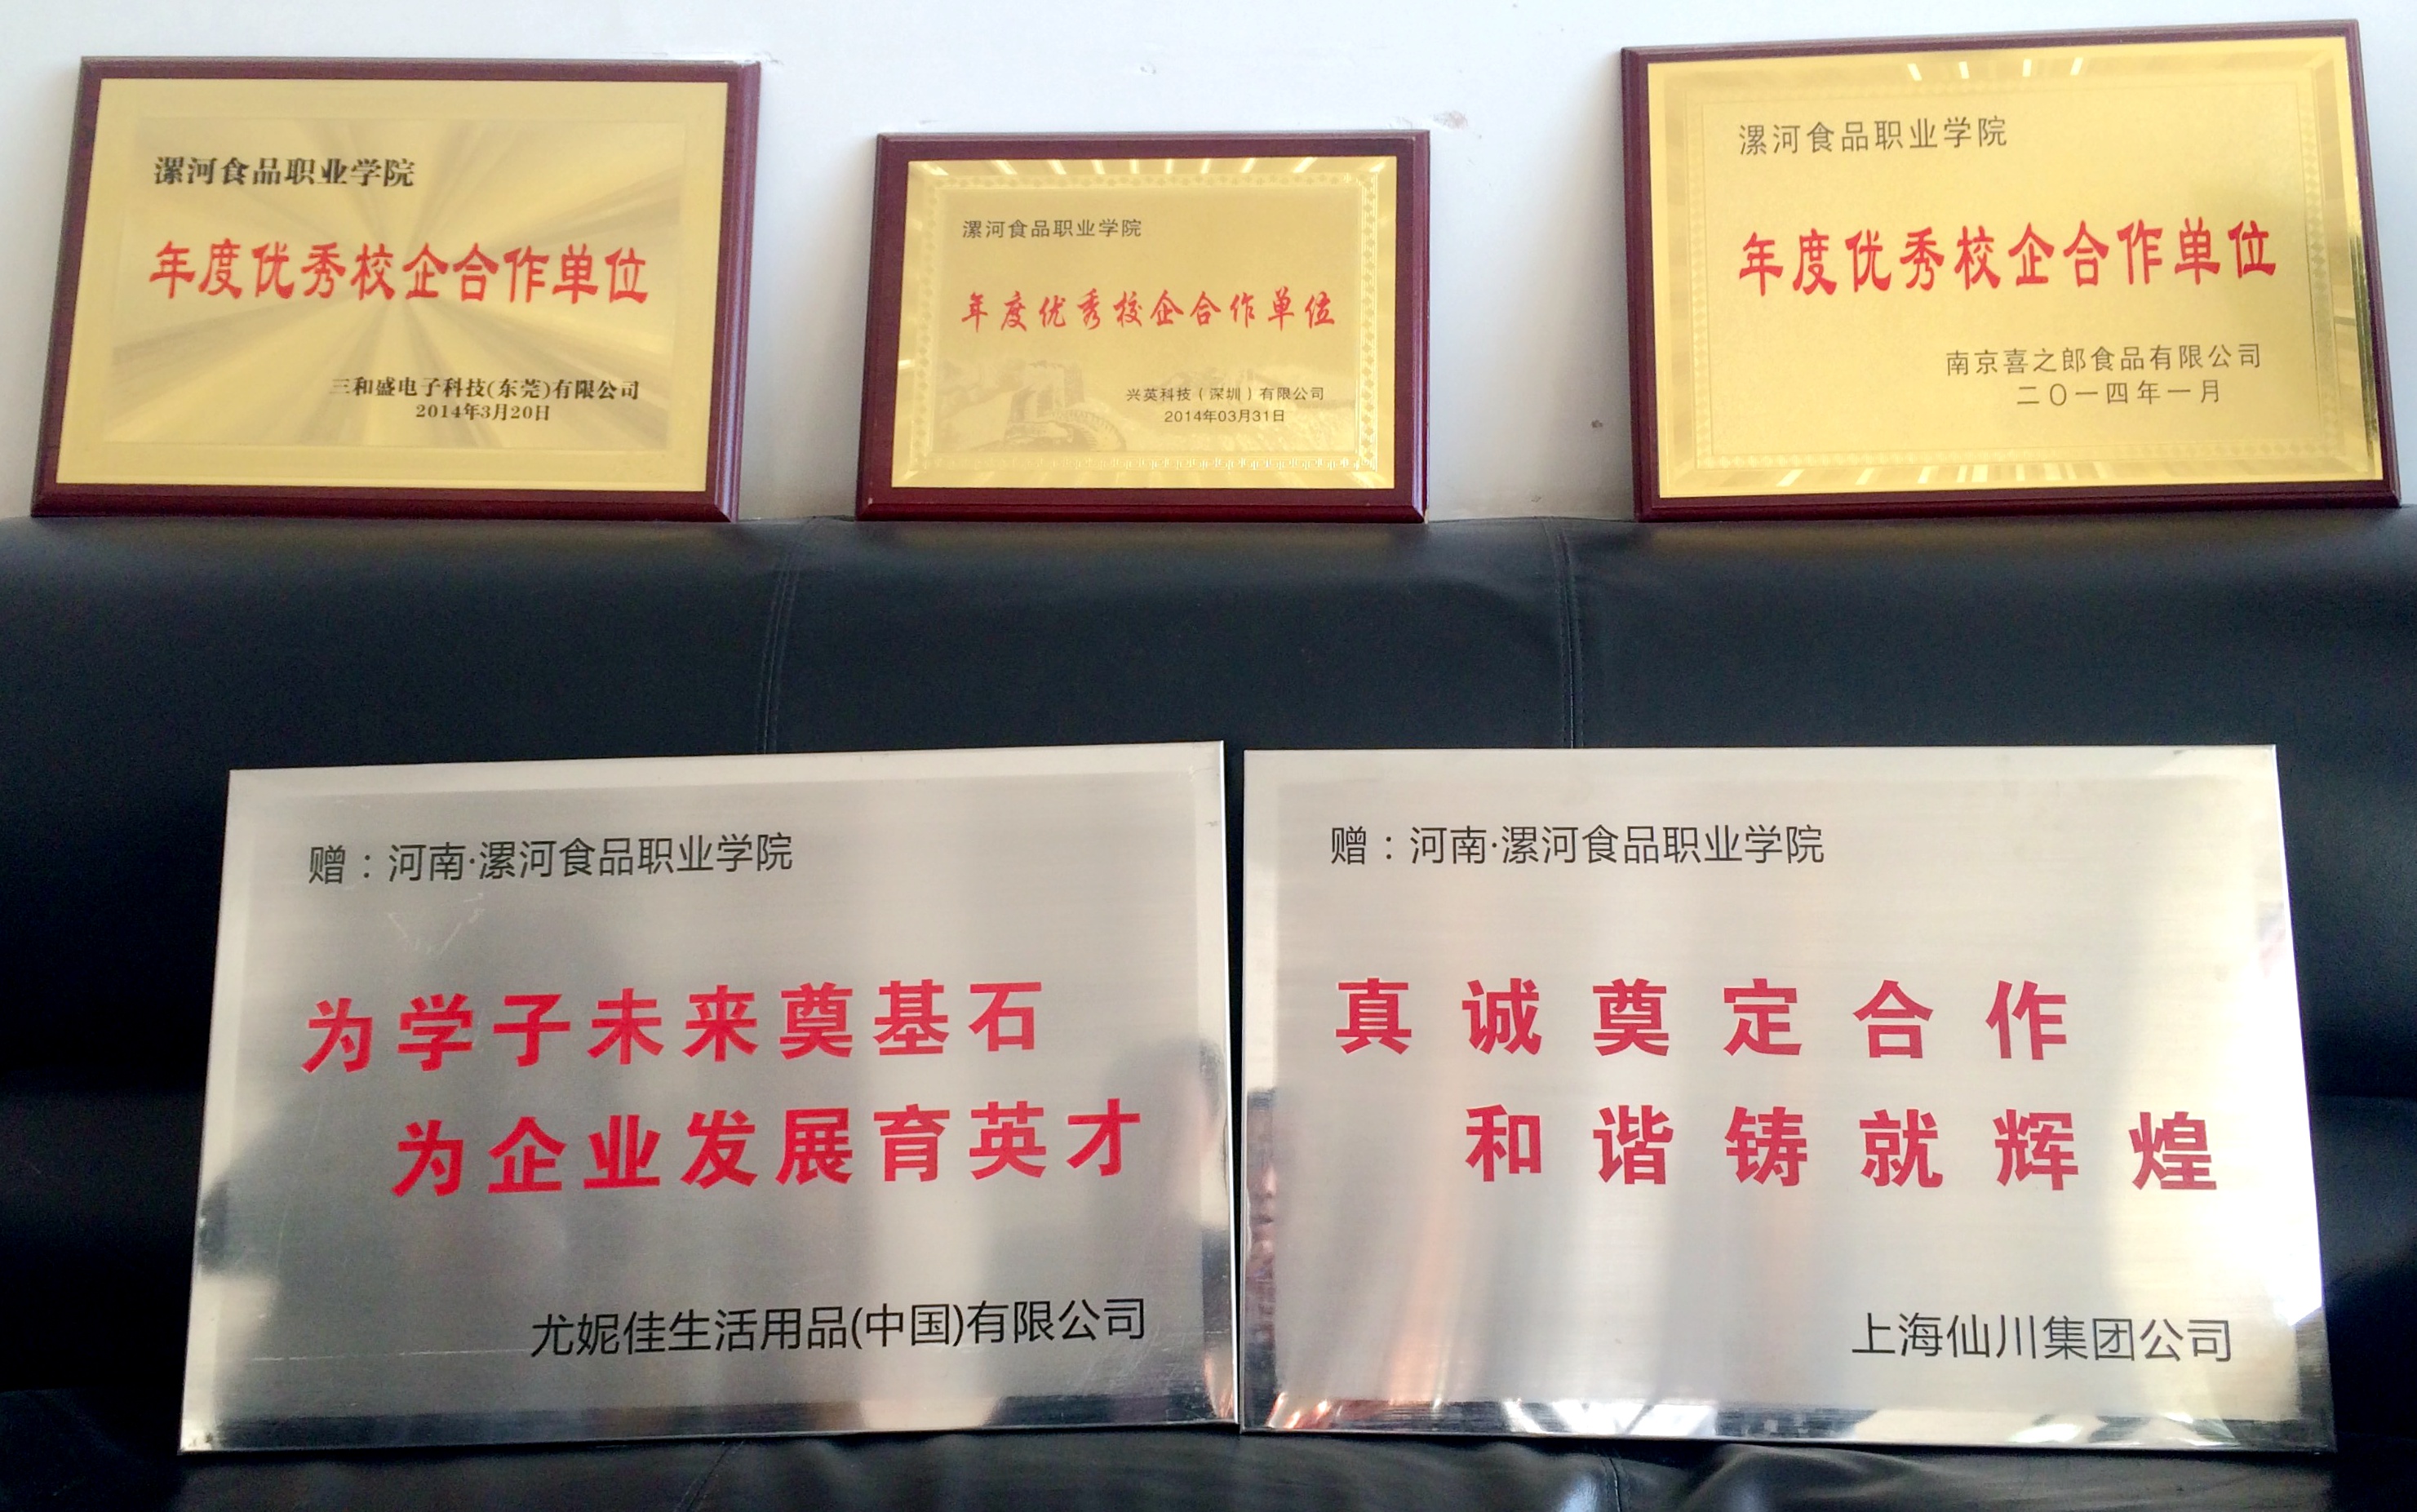 漯河食品职业学院
年度优秀校企合作单位
三和盛电子科技(东莞)有限公司
2014年3月20日
漯河食品职业学院
年度优秀校企合作单位
兴英科技（深圳）有限公司
2014年03月31日
漯河食品职业学院
年度优秀校企合作单位
南京喜之郎食品有限公司
二〇一四年一月
赠：河南·漯河食品职业学院
为学子未来奠基石
为企业发展育英才
尤妮佳生活用品(中国)有限公司
赠：河南·漯河食品职业学院
真诚奠定合作
和谐铸就辉煌
上海仙川集团公司